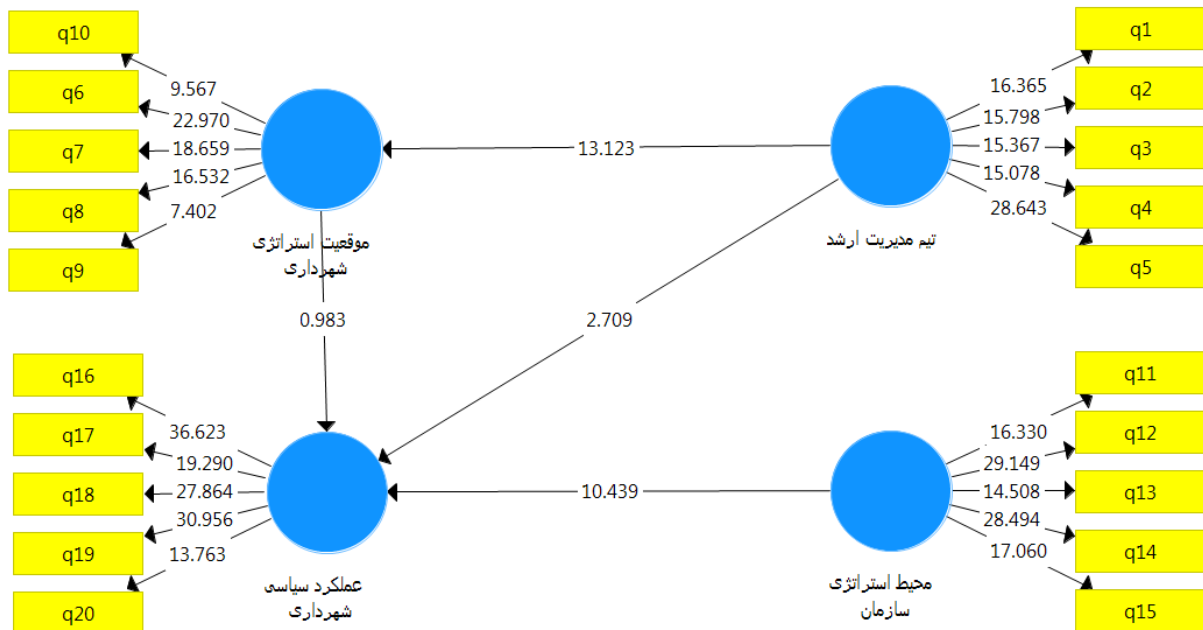 q10
q6
q7
q8
q9
9.567
22.970
18.659
16.532
7.402
موقعیت استراتژی
شهرداری
13.123
q1
q2
q3
q4
q5
16.365
15.798
15.367
15.078
28.643
تیم مدیریت ارشد
0.983
2.709
q16
q17
q18
q19
q20
36.623
19.290
27.864
30.956
13.763
عملکرد سیاسی
شهرداری
10.439
q11
q12
q13
q14
q15
16.330
29.149
14.508
28.494
17.060
محیط استراتژی
سازمان